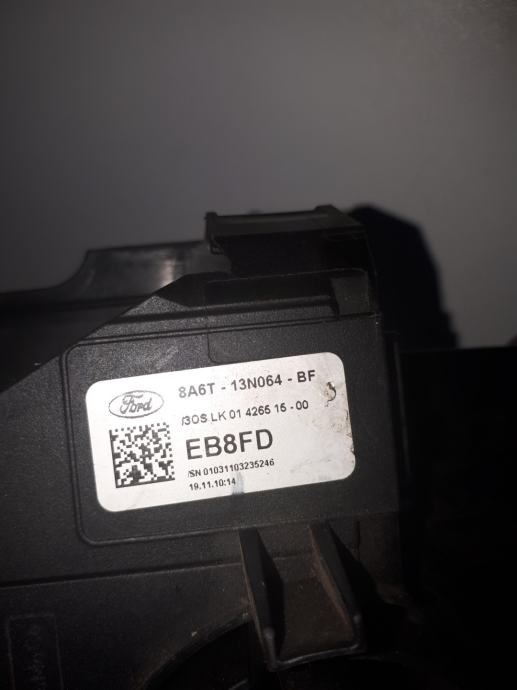 Ford
8A6T - 13N064 - BF
/3OS LK 01 4265 15 - 00
EB8FD
/SN 01031103235246
19.11.10:14